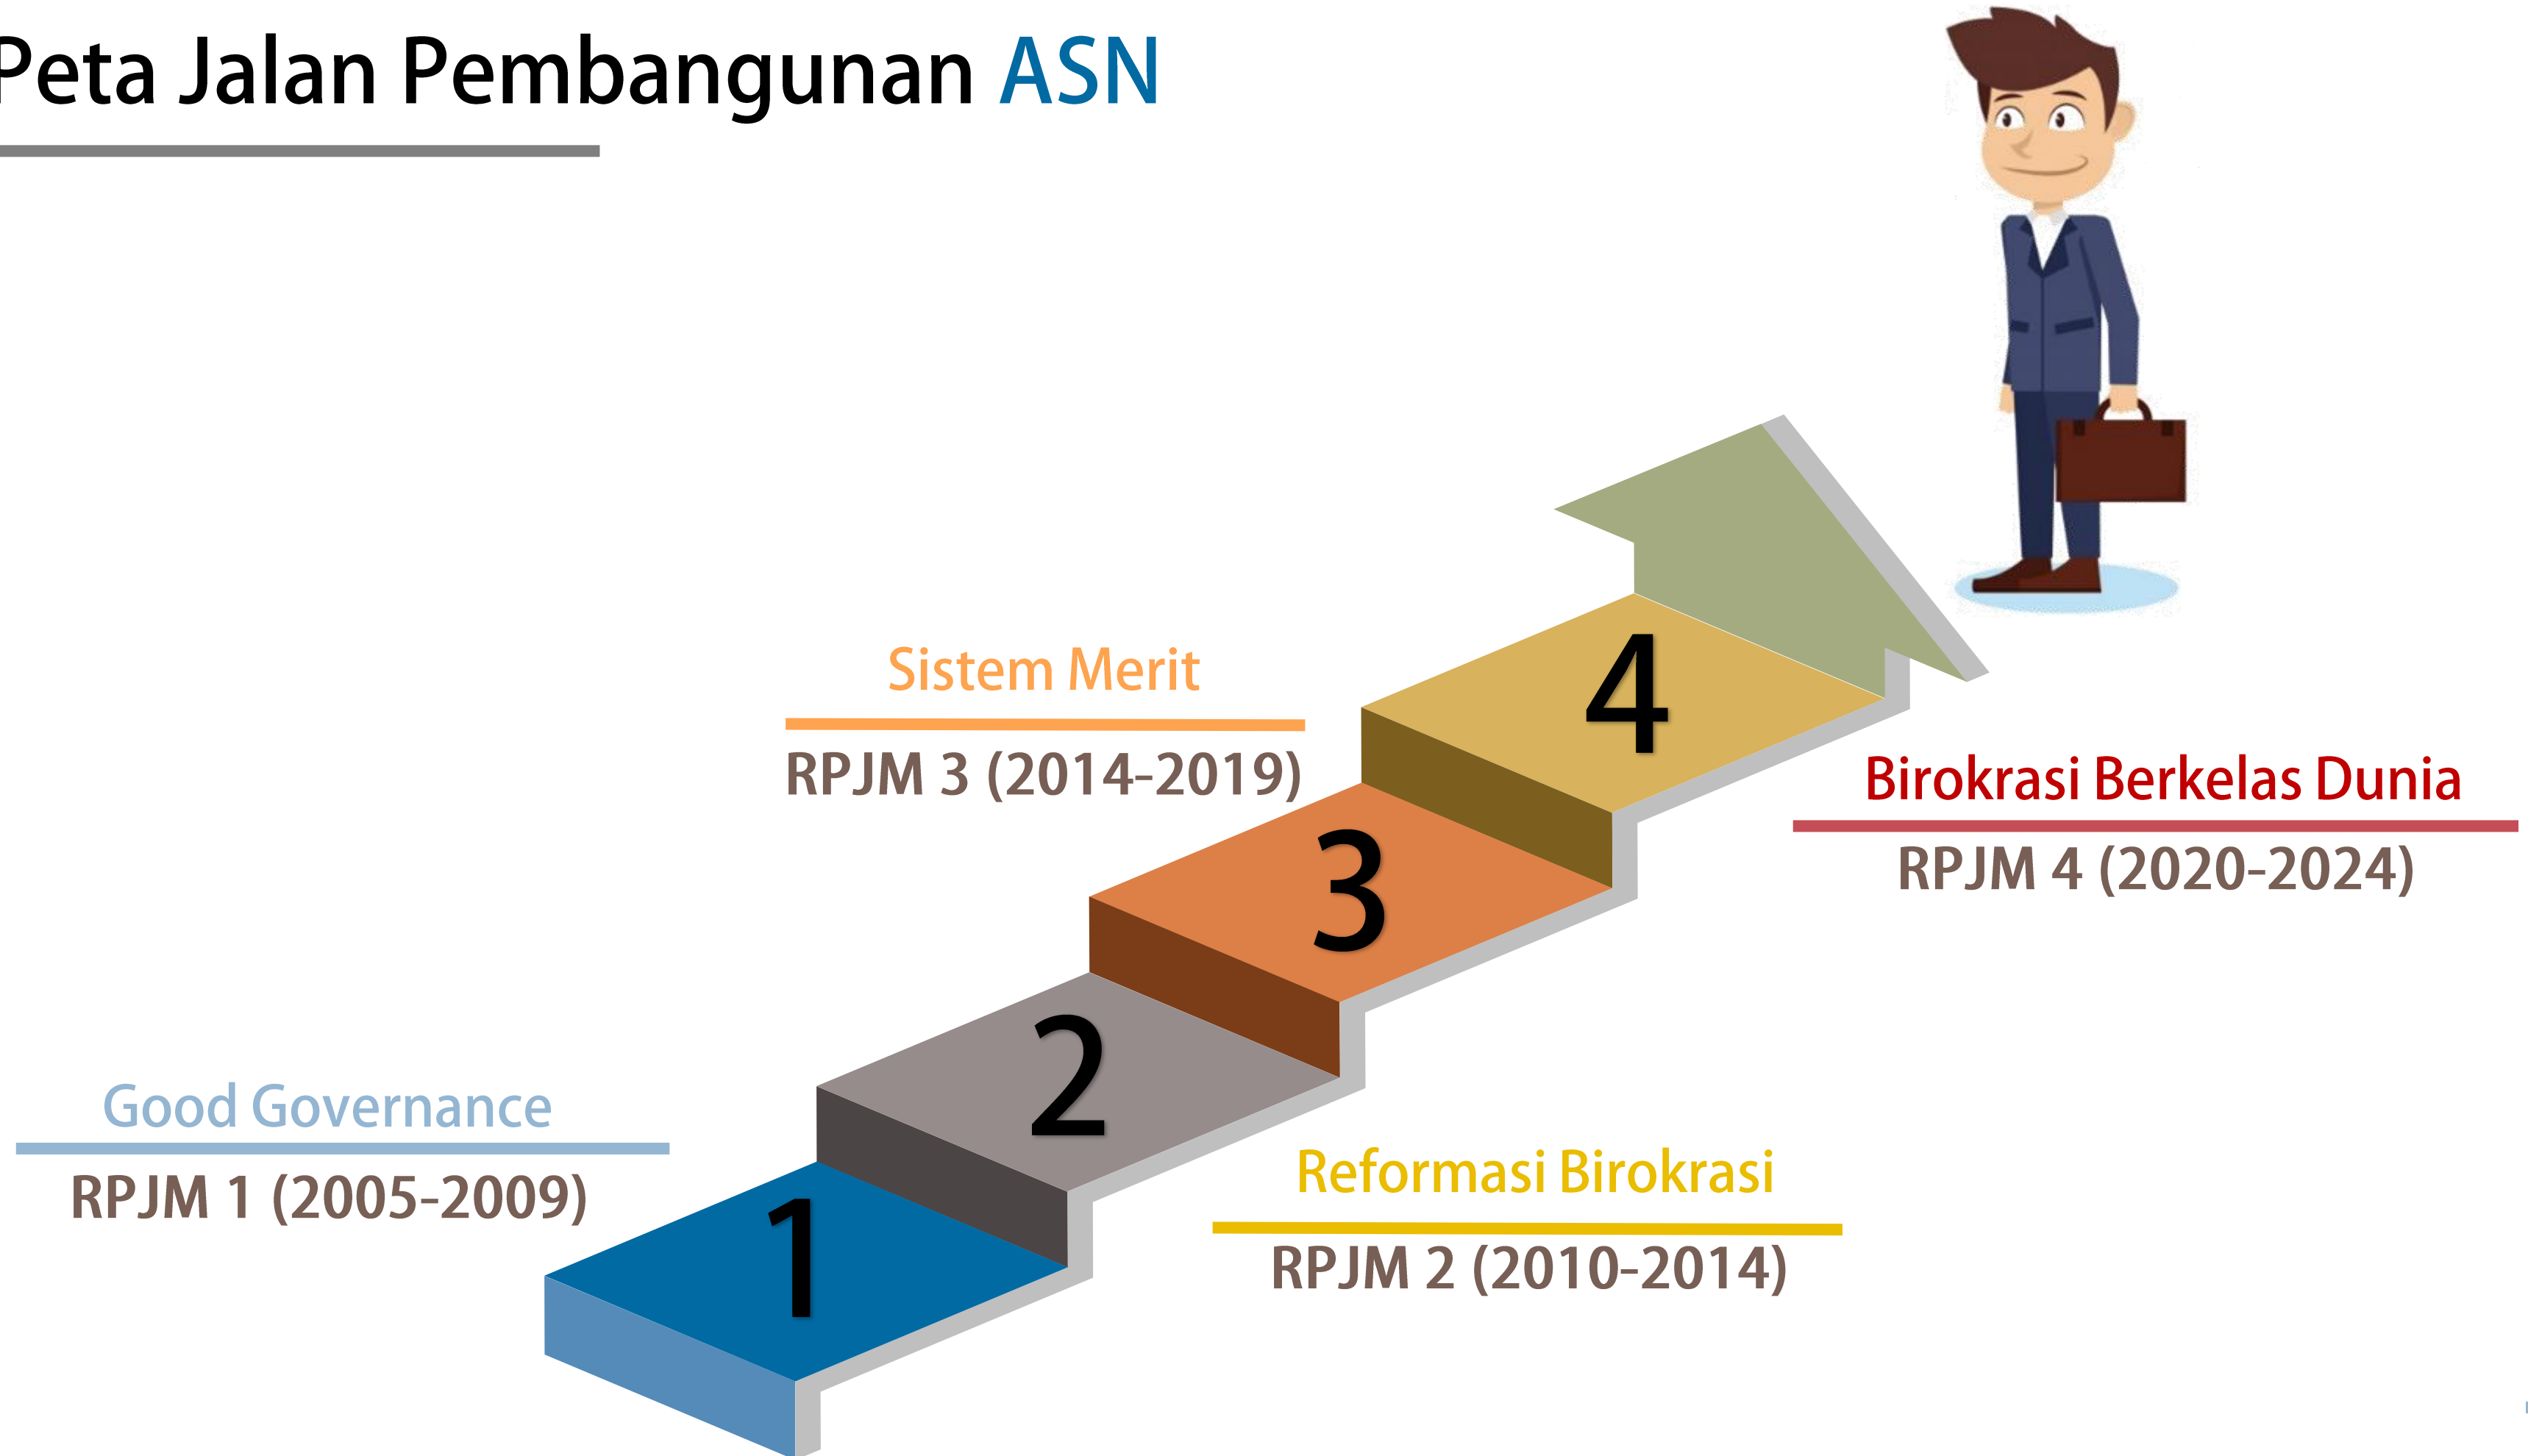 Peta Jalan Pembangunan ASN
Good Governance
RPJM 1 (2005-2009)
1
2
Reformasi Birokrasi
RPJM 2 (2010-2014)
Sistem Merit
RPJM 3 (2014-2019)
3
4
Birokrasi Berkelas Dunia
RPJM 4 (2020-2024)